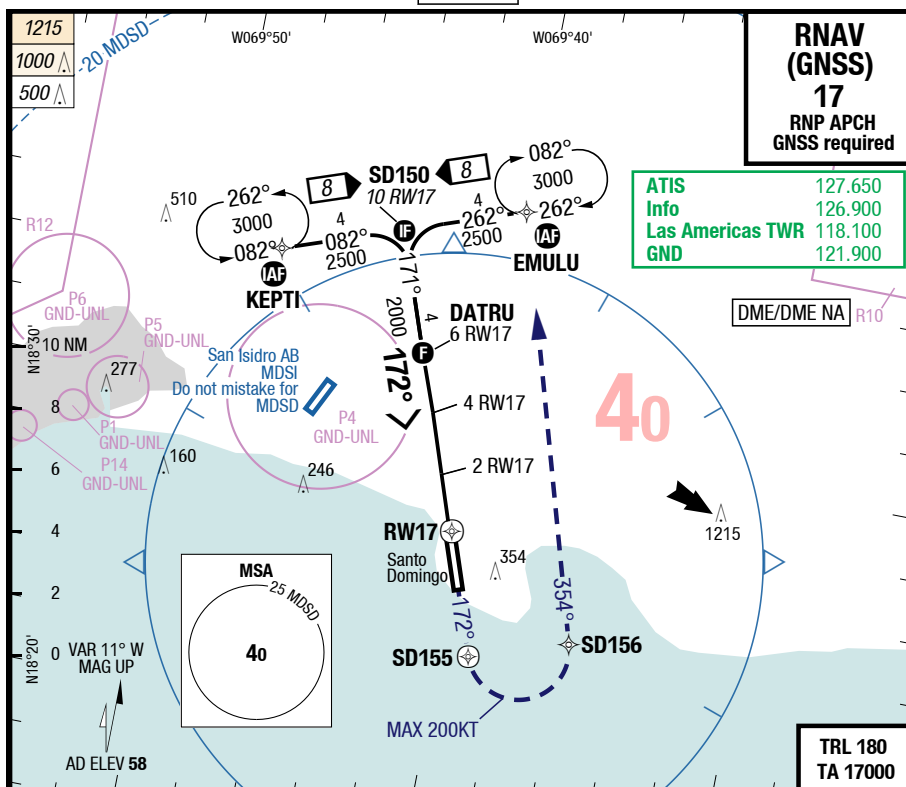 1215
1000
500
20 MDSD
W069°50'
W069°40'
RNAV
(GNSS)
17
RNP APCH
GNSS required
ATIS 127.650
Info 126.900
Las Americas TWR 118.100
GND 121.900
DME/DME NA
R10
R12
510
262°
3000
082°
IAF
KEPTI
8
SD150
10 RW17
8
4
082°
2500
IF
4
262°
2500
082°
3000
262°
IAF
EMULU
171°
2000
4
172°
DATRU
6 RW17
F
4 RW17
2 RW17
P6
GND-UNL
P5
GND-UNL
N18°30'
10 NM
277
San Isidro AB
MDSI
Do not mistake for
MDSD
P4
GND-UNL
40
8
P1
GND-UNL
P14
GND-UNL
6
160
246
1215
4
RW17
Santo
Domingo
354
2
MSA
25 MDSD
40
172°
354°
N18°20'
0
VAR 11° W
MAG UP
SD155
SD156
MAX 200KT
AD ELEV 58
TRL 180
TA 17000